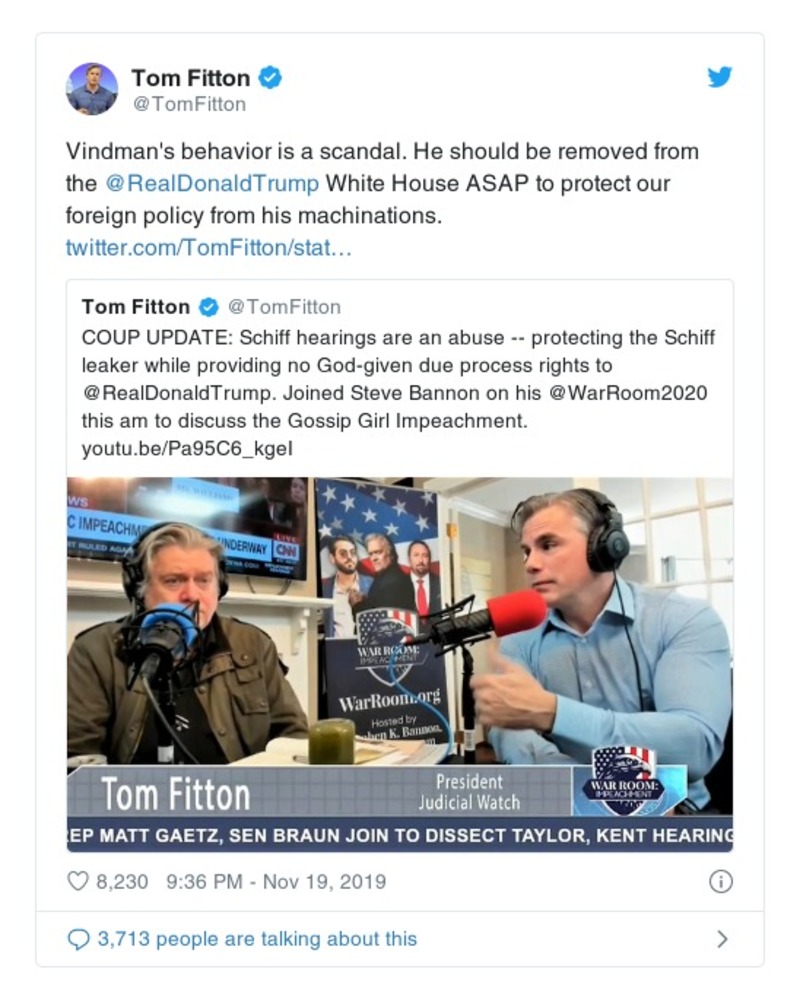 Tom Fitton
@TomFitton
Vindman's behavior is a scandal. He should be removed from
the @RealDonaldTrump White House ASAP to protect our
foreign policy from his machinations.
twitter.com/TomFitton/stat…
Tom Fitton @TomFitton
COUP UPDATE: Schiff hearings are an abuse -- protecting the Schiff
leaker while providing no God-given due process rights to
@RealDonaldTrump. Joined Steve Bannon on his @WarRoom2020
this am to discuss the Gossip Girl Impeachment.
youtu.be/Pa95C6_kgeI
WS
C IMPEACHM
UNDERWAY
LIVE
CNN
WAR ROOM:
IMPEACHMENT
WarRoom.org
Hosted by
hen K. Bannon,
Tom Fitton
President
Judicial Watch
WAR ROOM:
IMPEACHMENT
EP MATT GAETZ, SEN BRAUN JOIN TO DISSECT TAYLOR, KENT HEARING
8,230 9:36 PM - Nov 19, 2019
3,713 people are talking about this